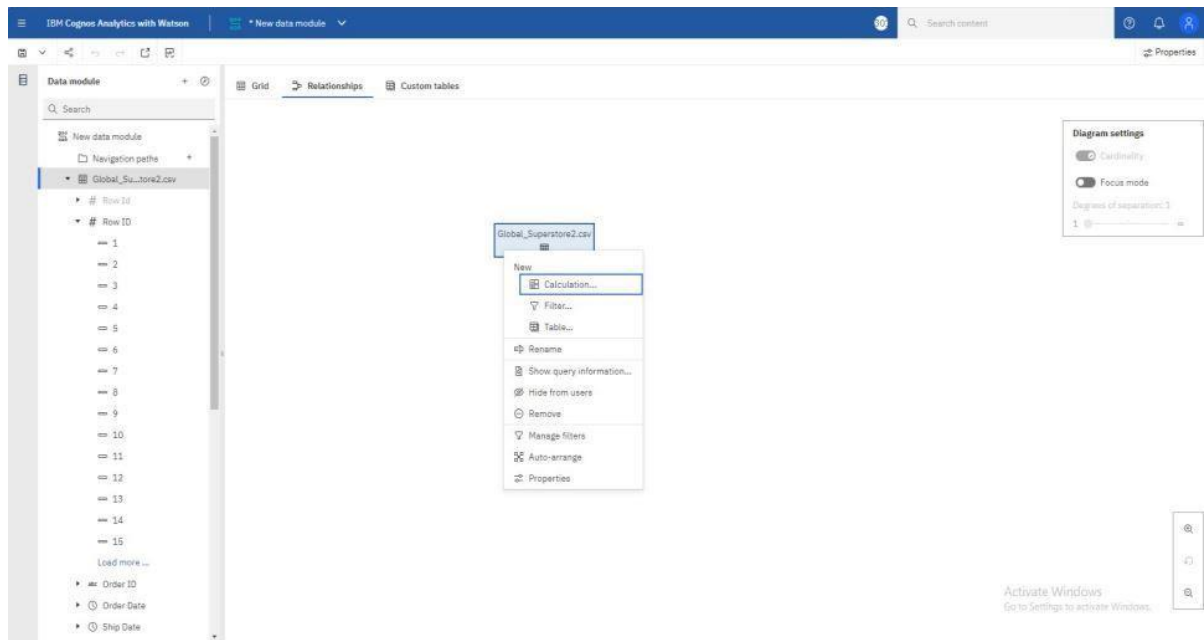 IBM Cognos Analytics with Watson
* New data module
Search content
Properties
Data module
Search
New data module
Navigation paths
Global_Su...tore2.csv
Row Id
Row ID
1
2
3
4
5
6
7
8
9
10
11
12
13
14
15
Load more ...
abc Order ID
Order Date
Ship Date
Grid
Relationships
Custom tables
Global_Superstore2.csv
New
Calculation...
Filter...
Table...
Rename
Show query information...
Hide from users
Remove
Manage filters
Auto-arrange
Properties
Diagram settings
Cardinality
Focus mode
Degrees of separation: 1
1 ∞
Activate Windows
Go to Settings to activate Windows.